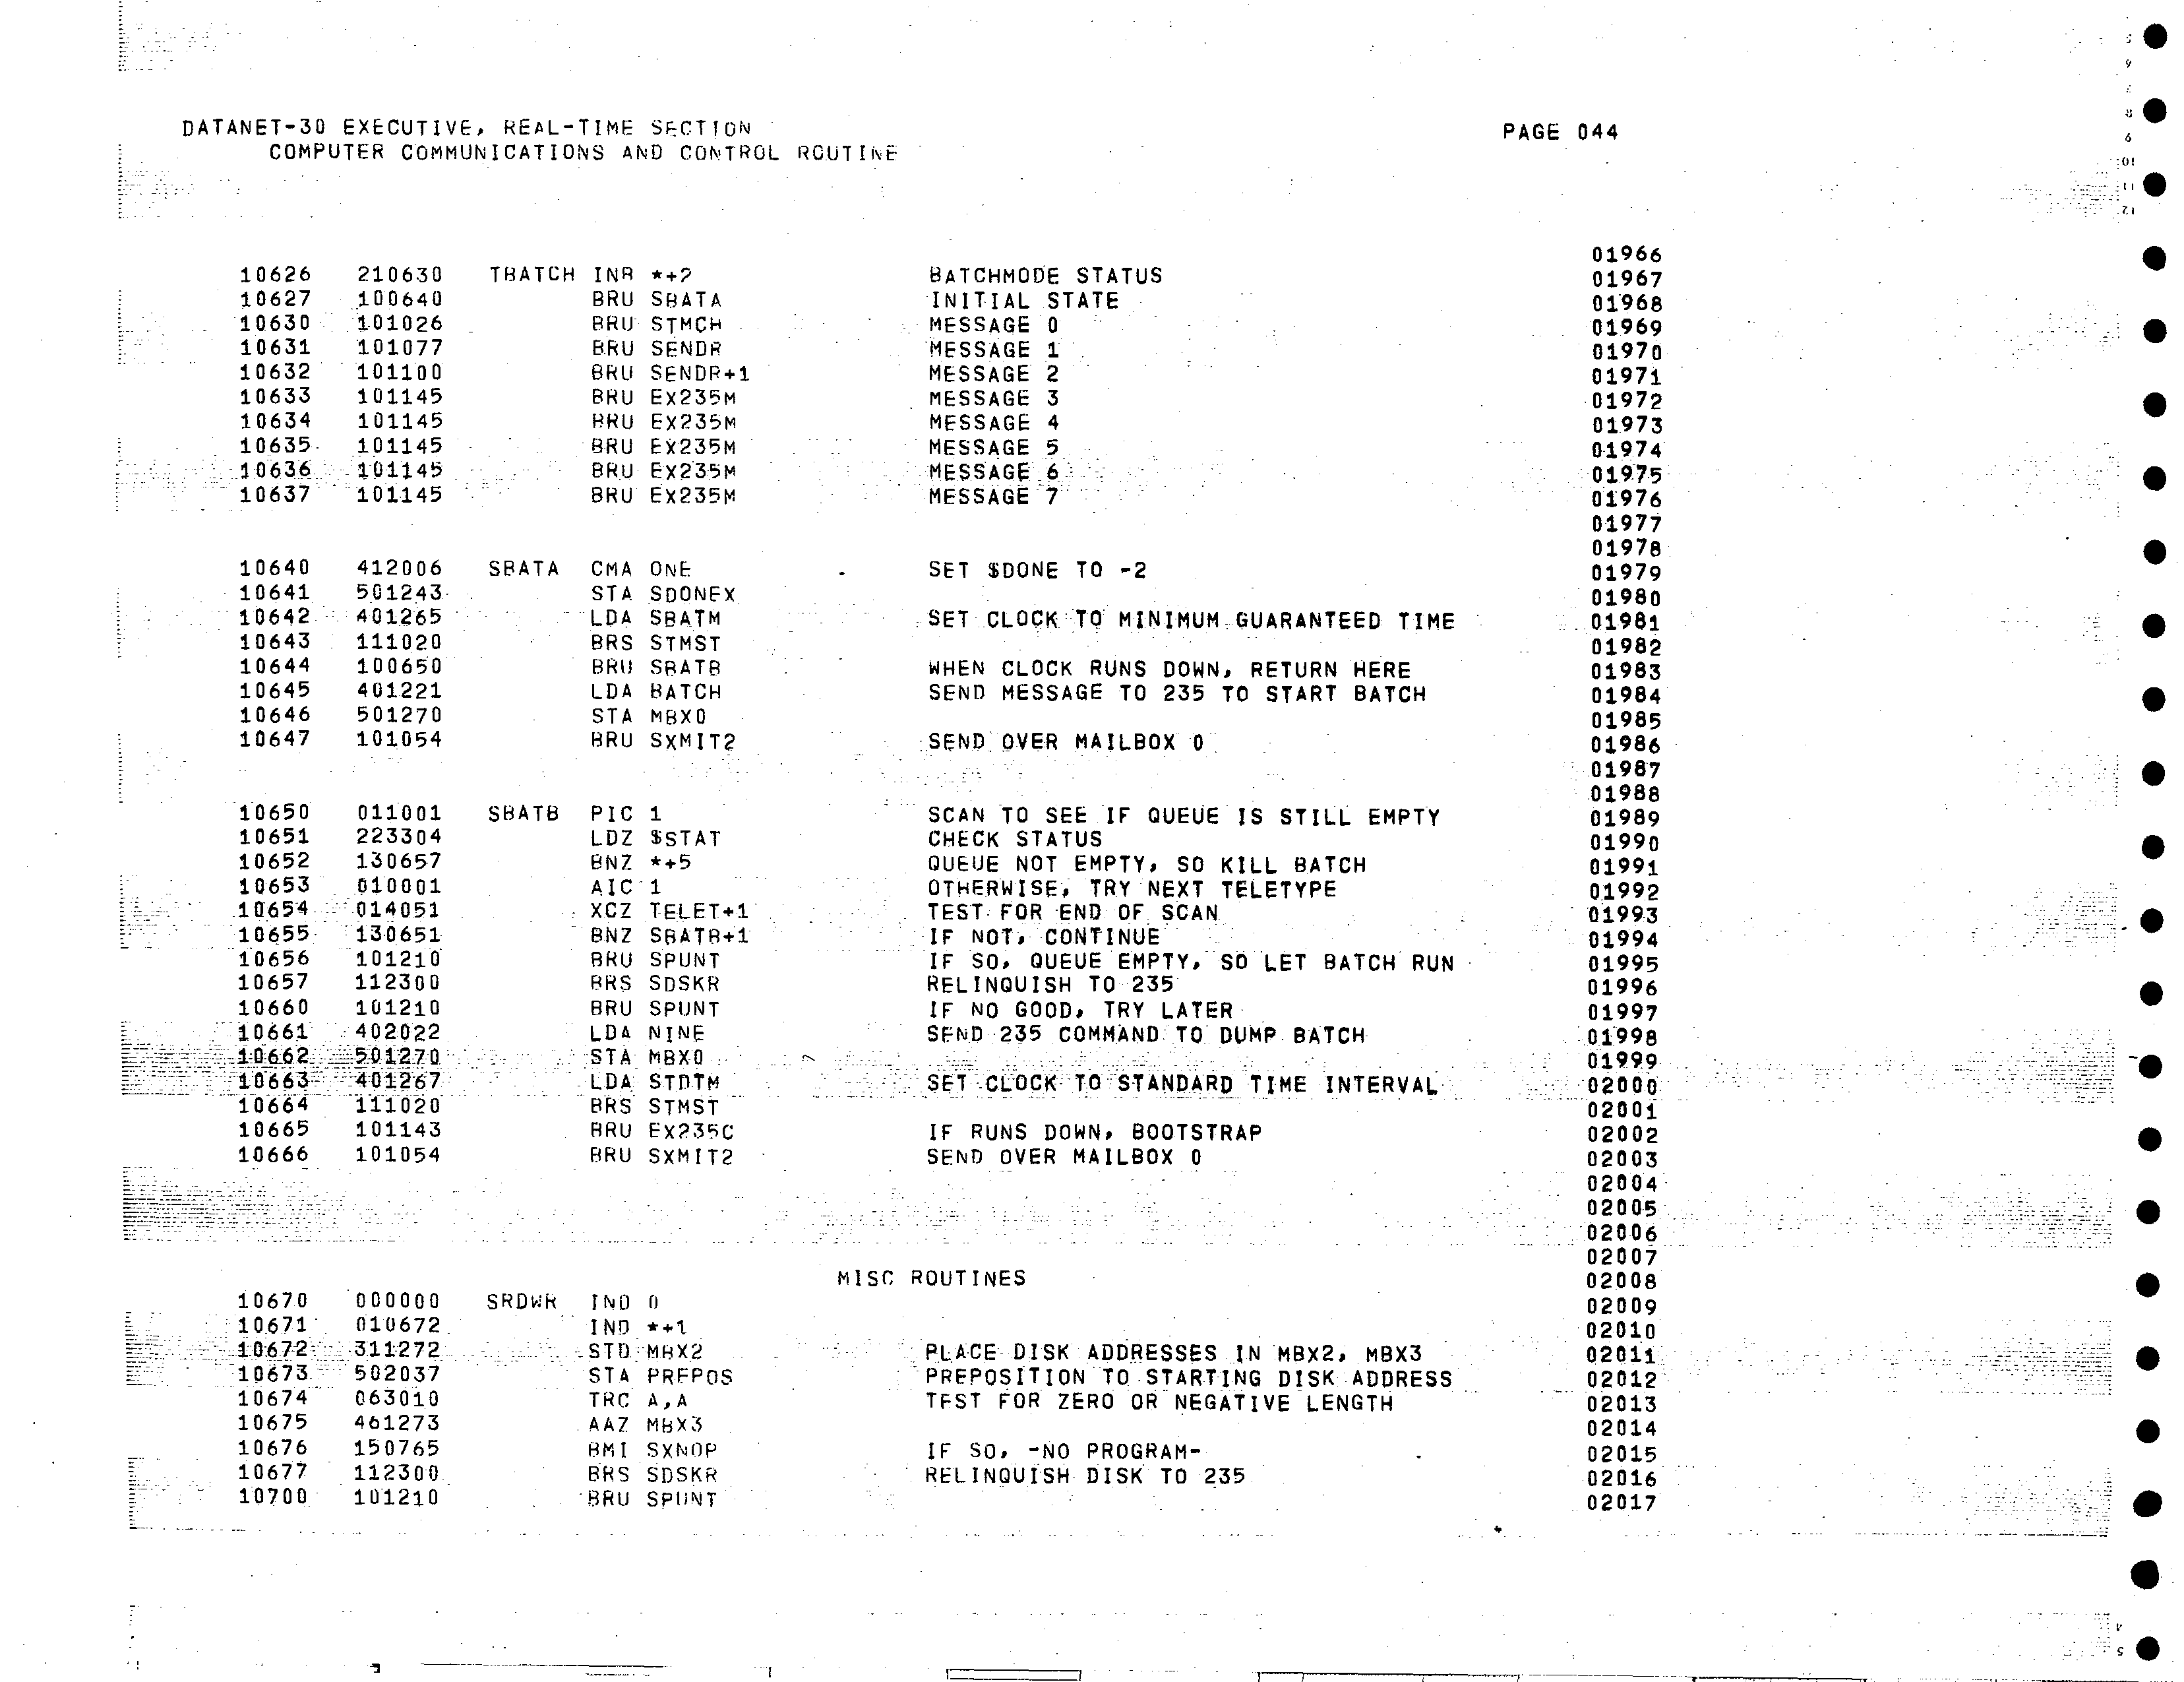 DATANET-30 EXECUTIVE, REAL-TIME SECTION PAGE 044
COMPUTER COMMUNICATIONS AND CONTROL ROUTINE
01966
10626 210630 TBATCH INR *+2 BATCHMODE STATUS 01967
10627 100640 BRU SBATA INITIAL STATE 01968
10630 101026 BRU STMCH MESSAGE 0 01969
10631 101077 BRU SENDR MESSAGE 1 01970
10632 101100 BRU SENDR+1 MESSAGE 2 01971
10633 101145 BRU EX235M MESSAGE 3 01972
10634 101145 BRU EX235M MESSAGE 4 01973
10635 101145 BRU EX235M MESSAGE 5 01974
10636 101145 BRU EX235M MESSAGE 6 01975
10637 101145 BRU EX235M MESSAGE 7 01976
01977
01978
10640 412006 SBATA CMA ONE SET $DONE TO -2 01979
10641 501243 STA SDONEX 01980
10642 401265 LDA SBATM SET CLOCK TO MINIMUM GUARANTEED TIME 01981
10643 111020 BRS STMST 01982
10644 100650 BRU SBATB WHEN CLOCK RUNS DOWN, RETURN HERE 01983
10645 401221 LDA BATCH SEND MESSAGE TO 235 TO START BATCH 01984
10646 501270 STA MBX0 01985
10647 101054 BRU SXMIT2 SEND OVER MAILBOX 0 01986
01987
01988
10650 011001 SBATB PIC 1 SCAN TO SEE IF QUEUE IS STILL EMPTY 01989
10651 223304 LDZ $STAT CHECK STATUS 01990
10652 130657 BNZ *+5 QUEUE NOT EMPTY, SO KILL BATCH 01991
10653 010001 AIC 1 OTHERWISE, TRY NEXT TELETYPE 01992
10654 014051 XCZ TELET+1 TEST FOR END OF SCAN 01993
10655 130651 BNZ SBATB+1 IF NOT, CONTINUE 01994
10656 101210 BRU SPUNT IF SO, QUEUE EMPTY, SO LET BATCH RUN 01995
10657 112300 BRS SDSKR RELINQUISH TO 235 01996
10660 101210 BRU SPUNT IF NO GOOD, TRY LATER 01997
10661 402022 LDA NINE SEND 235 COMMAND TO DUMP BATCH 01998
10662 501270 STA MBX0 01999
10663 401267 LDA STDTM SET CLOCK TO STANDARD TIME INTERVAL 02000
10664 111020 BRS STMST 02001
10665 101143 BRU EX235C IF RUNS DOWN, BOOTSTRAP 02002
10666 101054 BRU SXMIT2 SEND OVER MAILBOX 0 02003
02004
02005
02006
02007
MISC ROUTINES 02008
10670 000000 SRDWR IND 0 02009
10671 010672 IND *+1 02010
10672 311272 STD MBX2 PLACE DISK ADDRESSES IN MBX2, MBX3 02011
10673 502037 STA PREPOS PREPOSITION TO STARTING DISK ADDRESS 02012
10674 063010 TRC A,A TEST FOR ZERO OR NEGATIVE LENGTH 02013
10675 461273 AAZ MBX3 02014
10676 150765 BMI SXNOP IF SO, -NO PROGRAM- 02015
10677 112300 BRS SDSKR RELINQUISH DISK TO 235 02016
10700 101210 BRU SPUNT 02017